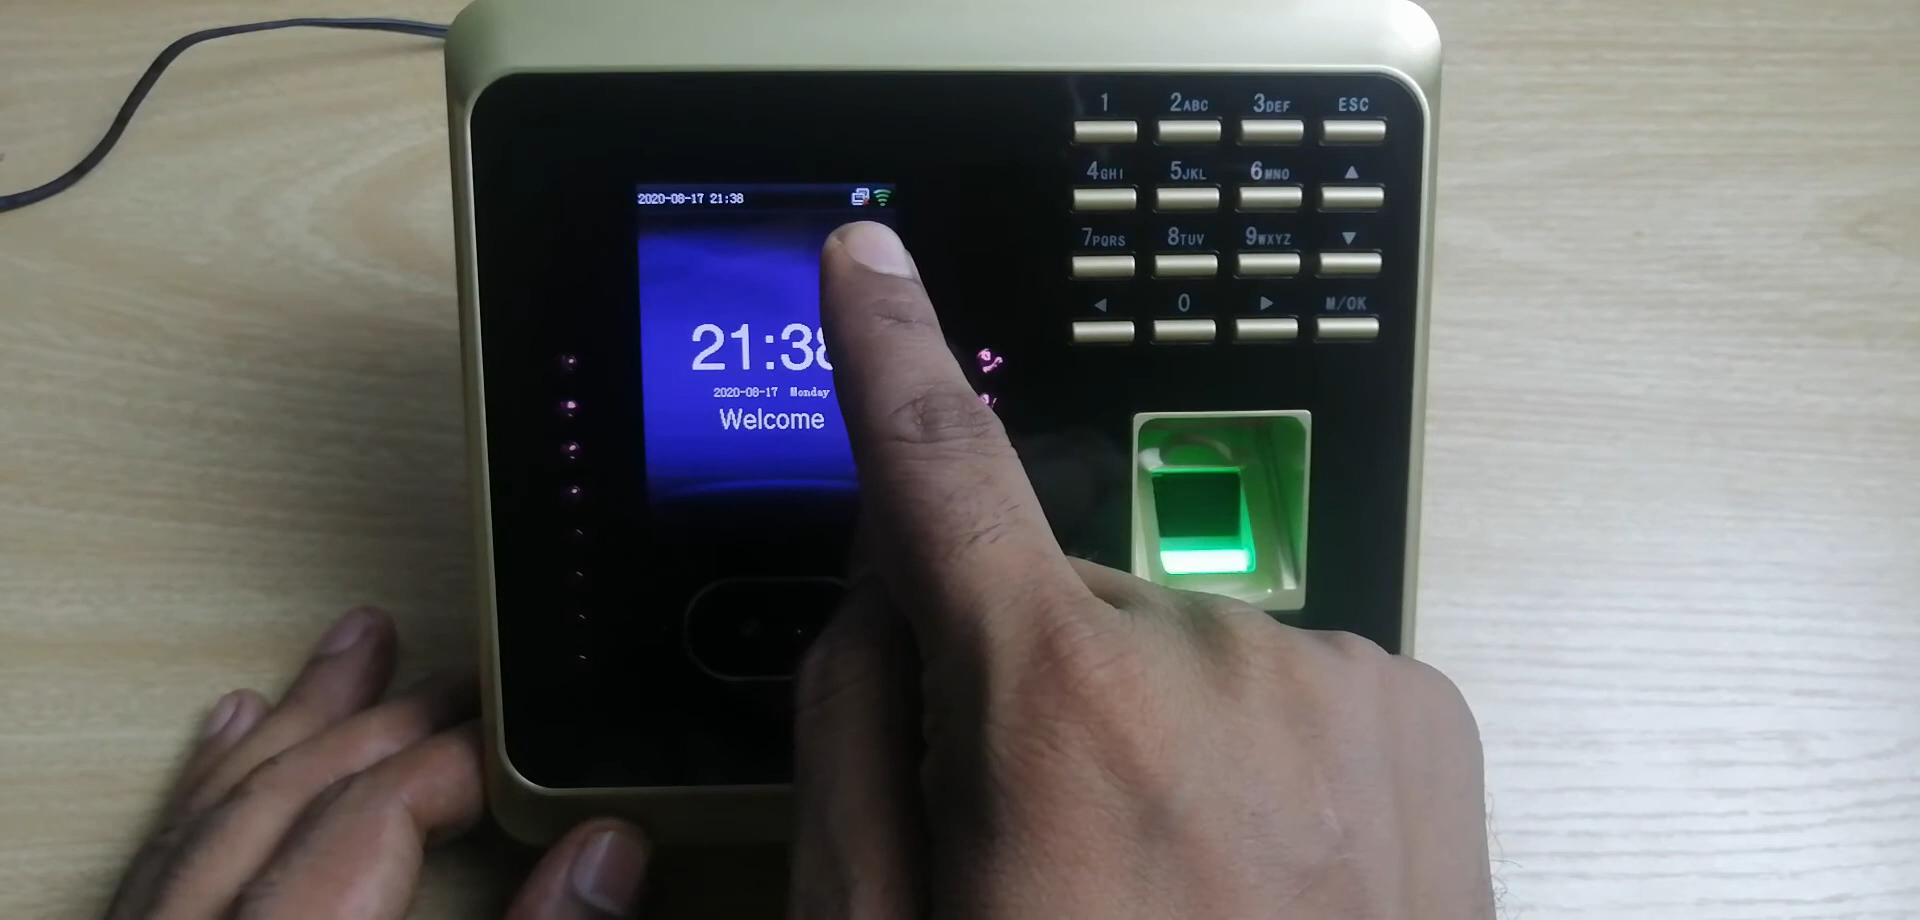 2020-08-17 21:38
21:38
2020-08-17 Monday
Welcome
1 2ABC 3DEF ESC
4GHI 5JKL 6MNO ▲
7PQRS 8TUV 9WXYZ ▼
◀ 0 ▶ M/OK